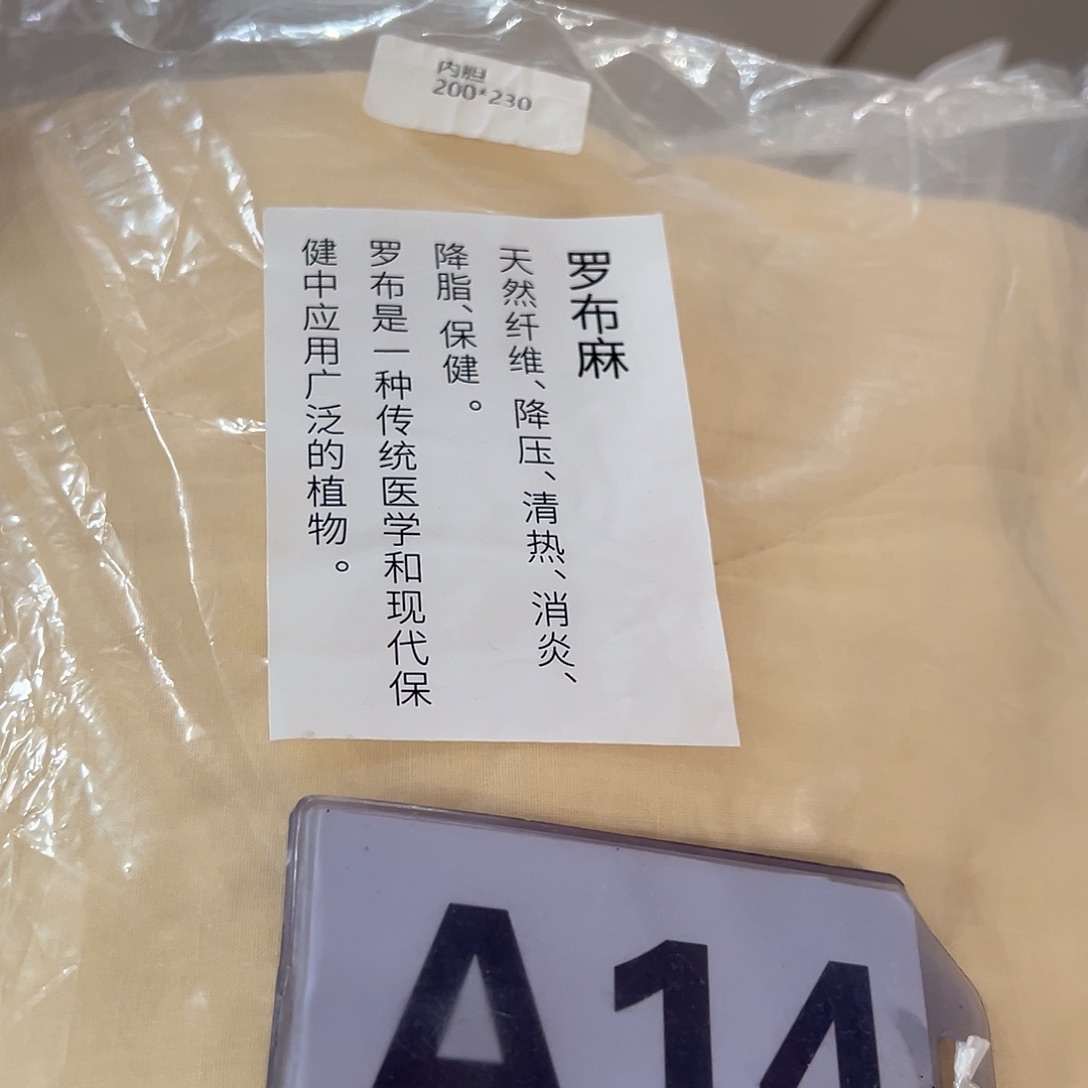 内胆
200*230
罗布麻
天然纤维、降压、清热、消炎、
降脂、保健。
罗布是一种传统医学和现代保
健中应用广泛的植物。
A14